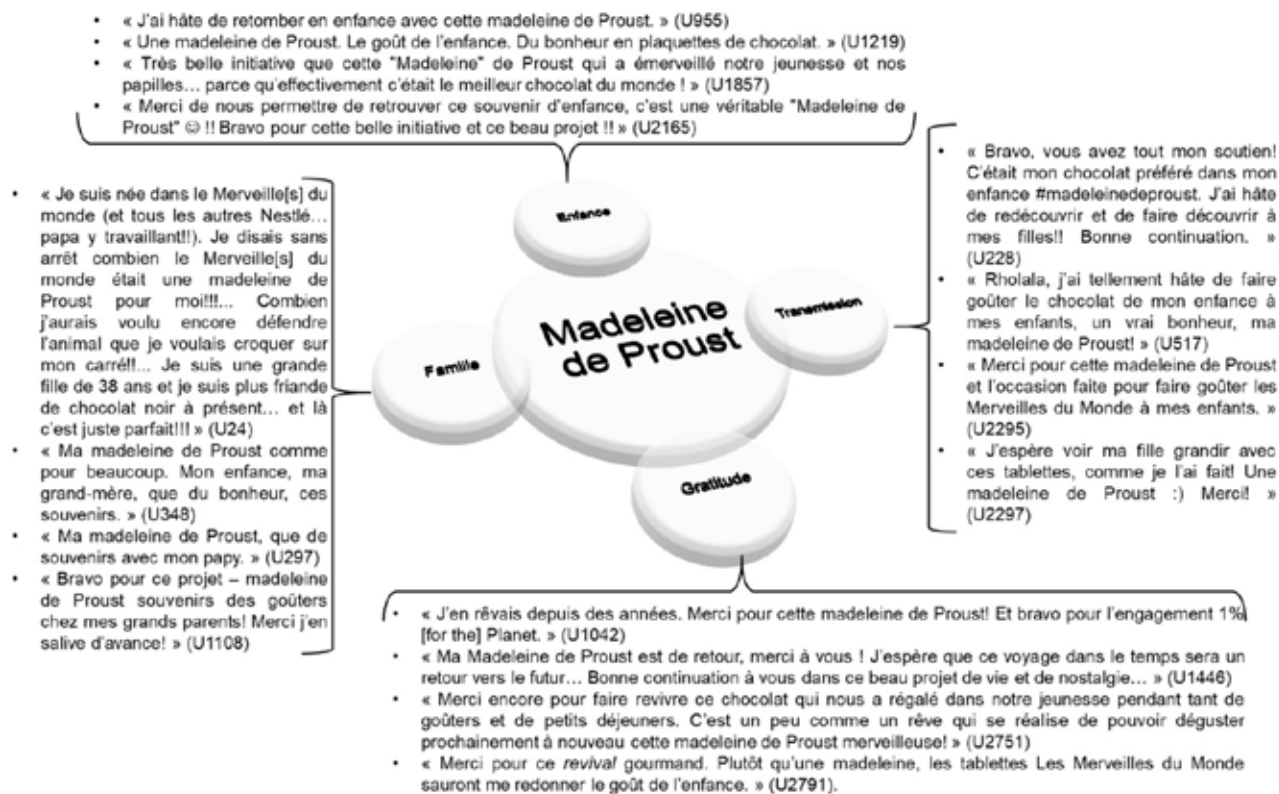 • « J'ai hâte de retomber en enfance avec cette madeleine de Proust. » (U955)
• « Une madeleine de Proust. Le goût de l'enfance. Du bonheur en plaquettes de chocolat. » (U1219)
• « Très belle initiative que cette "Madeleine" de Proust qui a émerveillé notre jeunesse et nos
papilles… parce qu'effectivement c'était le meilleur chocolat du monde ! » (U1857)
• « Merci de nous permettre de retrouver ce souvenir d'enfance, c'est une véritable "Madeleine de
Proust" ☺ !! Bravo pour cette belle initiative et ce beau projet !! » (U2165)
• « Je suis née dans le Merveille[s] du
monde (et tous les autres Nestlé…
papa y travaillant!!). Je disais sans
arrêt combien le Merveille[s] du
monde était une madeleine de
Proust pour moi!!!... Combien
j'aurais voulu encore défendre
l'animal que je voulais croquer sur
mon carré!!... Je suis une grande
fille de 38 ans et je suis plus friande
de chocolat noir à présent… et là
c'est juste parfait!!! » (U24)
• « Ma madeleine de Proust comme
pour beaucoup. Mon enfance, ma
grand-mère, que du bonheur, ces
souvenirs. » (U348)
• « Ma madeleine de Proust, que de
souvenirs avec mon papy. » (U297)
• « Bravo pour ce projet – madeleine
de Proust souvenirs des goûters
chez mes grands parents! Merci j'en
salive d'avance! » (U1108)
Enfance
Madeleine
de Proust
Transmission
Famille
Gratitude
• « Bravo, vous avez tout mon soutien!
C'était mon chocolat préféré dans mon
enfance #madeleinedeproust. J'ai hâte
de redécouvrir et de faire découvrir à
mes filles!! Bonne continuation. »
(U228)
• « Rholala, j'ai tellement hâte de faire
goûter le chocolat de mon enfance à
mes enfants, un vrai bonheur, ma
madeleine de Proust! » (U517)
• « Merci pour cette madeleine de Proust
et l'occasion faite pour faire goûter les
Merveilles du Monde à mes enfants. »
(U2295)
• « J'espère voir ma fille grandir avec
ces tablettes, comme je l'ai fait! Une
madeleine de Proust :) Merci! »
(U2297)
• « J'en rêvais depuis des années. Merci pour cette madeleine de Proust! Et bravo pour l'engagement 1%
[for the] Planet. » (U1042)
• « Ma Madeleine de Proust est de retour, merci à vous ! J'espère que ce voyage dans le temps sera un
retour vers le futur… Bonne continuation à vous dans ce beau projet de vie et de nostalgie… » (U1446)
• « Merci encore pour faire revivre ce chocolat qui nous a régalé dans notre jeunesse pendant tant de
goûters et de petits déjeuners. C'est un peu comme un rêve qui se réalise de pouvoir déguster
prochainement à nouveau cette madeleine de Proust merveilleuse! » (U2751)
• « Merci pour ce revival gourmand. Plutôt qu'une madeleine, les tablettes Les Merveilles du Monde
sauront me redonner le goût de l'enfance. » (U2791).